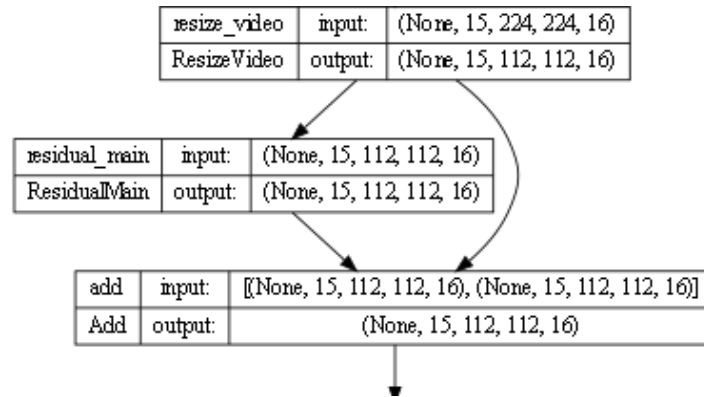 resize_video input: (None, 15, 224, 224, 16)
ResizeVideo output: (None, 15, 112, 112, 16)
residual_main input: (None, 15, 112, 112, 16)
ResidualMain output: (None, 15, 112, 112, 16)
add input: [(None, 15, 112, 112, 16), (None, 15, 112, 112, 16)]
Add output: (None, 15, 112, 112, 16)